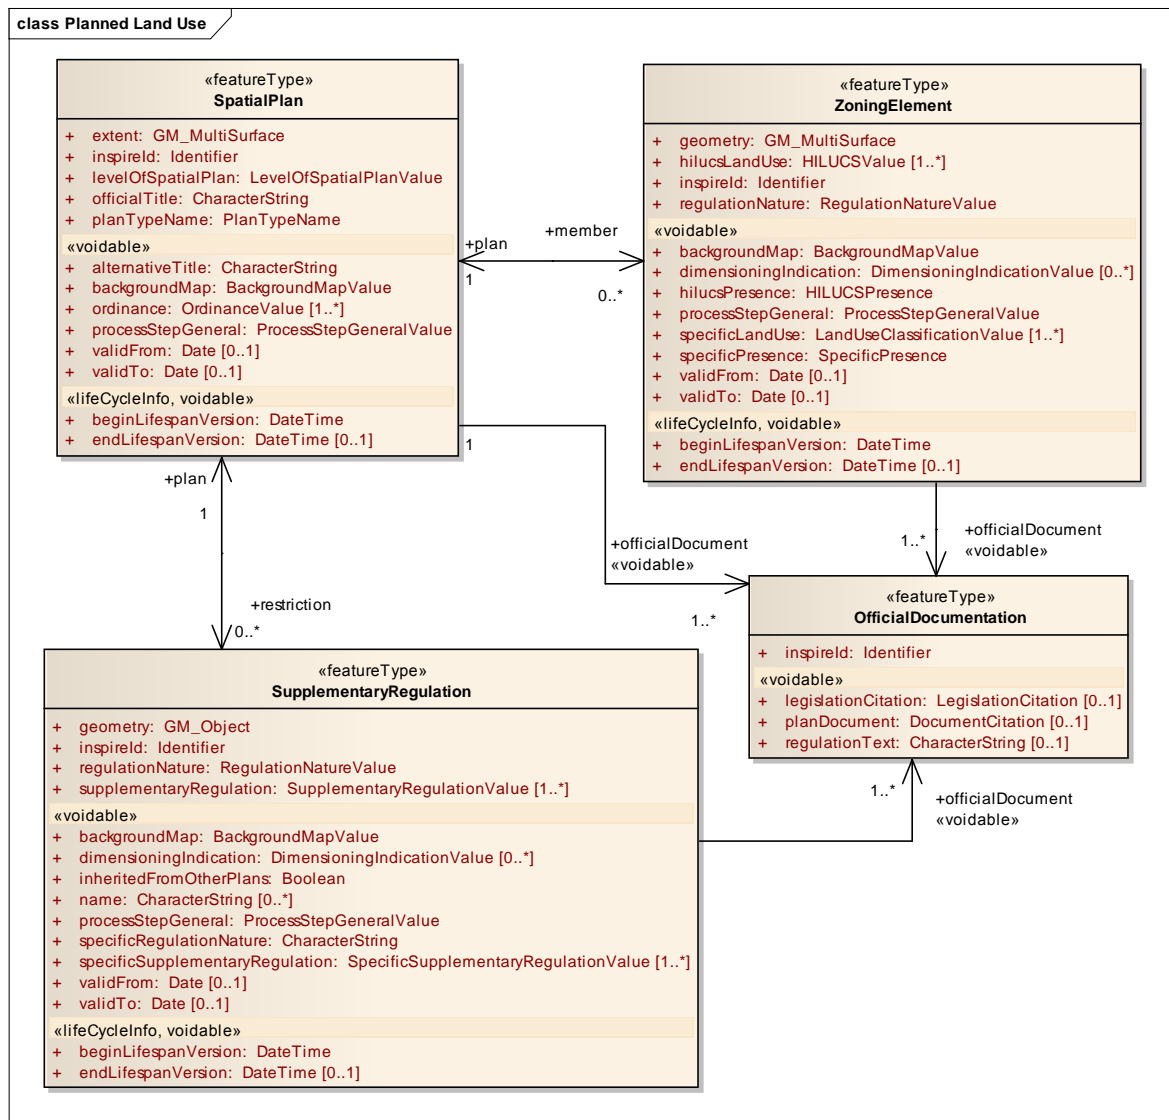 class Planned Land Use
«featureType»
SpatialPlan
+ extent: GM_MultiSurface
+ inspireId: Identifier
+ levelOfSpatialPlan: LevelOfSpatialPlanValue
+ officialTitle: CharacterString
+ planTypeName: PlanTypeName
«voidable»
+ alternativeTitle: CharacterString
+ backgroundMap: BackgroundMapValue
+ ordinance: OrdinanceValue [1..*]
+ processStepGeneral: ProcessStepGeneralValue
+ validFrom: Date [0..1]
+ validTo: Date [0..1]
«lifeCycleInfo, voidable»
+ beginLifespanVersion: DateTime
+ endLifespanVersion: DateTime [0..1]
+plan
1
+member
0..*
«featureType»
ZoningElement
+ geometry: GM_MultiSurface
+ hilucsLandUse: HILUCSValue [1..*]
+ inspireId: Identifier
+ regulationNature: RegulationNatureValue
«voidable»
+ backgroundMap: BackgroundMapValue
+ dimensioningIndication: DimensioningIndicationValue [0..*]
+ hilucsPresence: HILUCSPresence
+ processStepGeneral: ProcessStepGeneralValue
+ specificLandUse: LandUseClassificationValue [1..*]
+ specificPresence: SpecificPresence
+ validFrom: Date [0..1]
+ validTo: Date [0..1]
«lifeCycleInfo, voidable»
+ beginLifespanVersion: DateTime
+ endLifespanVersion: DateTime [0..1]
1
+officialDocument
«voidable»
1..*
1..*
+officialDocument
«voidable»
+plan
1
+restriction
0..*
«featureType»
OfficialDocumentation
+ inspireId: Identifier
«voidable»
+ legislationCitation: LegislationCitation [0..1]
+ planDocument: DocumentCitation [0..1]
+ regulationText: CharacterString [0..1]
«featureType»
SupplementaryRegulation
+ geometry: GM_Object
+ inspireId: Identifier
+ regulationNature: RegulationNatureValue
+ supplementaryRegulation: SupplementaryRegulationValue [1..*]
«voidable»
+ backgroundMap: BackgroundMapValue
+ dimensioningIndication: DimensioningIndicationValue [0..*]
+ inheritedFromOtherPlans: Boolean
+ name: CharacterString [0..*]
+ processStepGeneral: ProcessStepGeneralValue
+ specificRegulationNature: CharacterString
+ specificSupplementaryRegulation: SpecificSupplementaryRegulationValue [1..*]
+ validFrom: Date [0..1]
+ validTo: Date [0..1]
«lifeCycleInfo, voidable»
+ beginLifespanVersion: DateTime
+ endLifespanVersion: DateTime [0..1]
1..*
+officialDocument
«voidable»